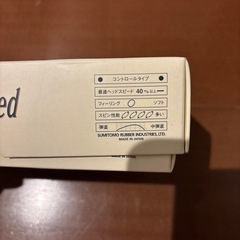 ed
● コントロールタイプ ●
最適ヘッドスピード 40m/s以上
フィーリング ソフト
スピン性能 多い
弾道 中弾道
SUMITOMO RUBBER INDUSTRIES, LTD.
MADE IN JAPAN